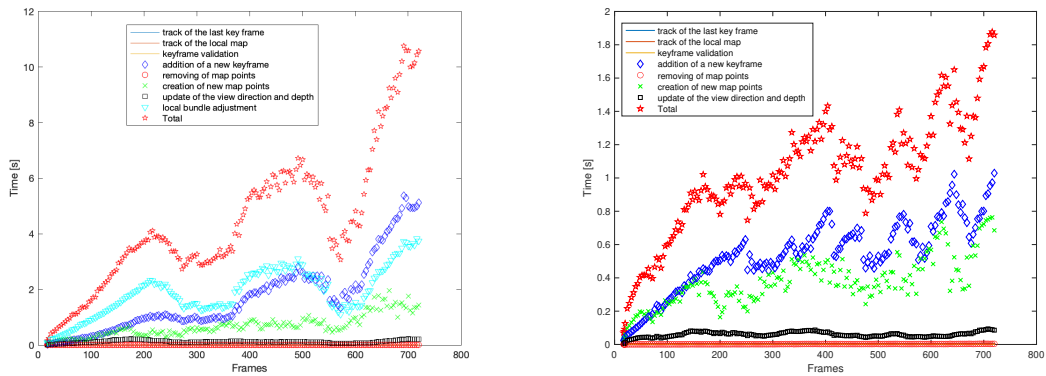 12
10
8
6
4
2
0
Time [s]
track of the last key frame
track of the local map
keyframe validation
addition of a new keyframe
removing of map points
creation of new map points
update of the view direction and depth
local bundle adjustment
Total
0 100 200 300 400 500 600 700 800
Frames
2
1.8
1.6
1.4
1.2
1
0.8
0.6
0.4
0.2
0
Time [s]
track of the last key frame
track of the local map
keyframe validation
addition of a new keyframe
removing of map points
creation of new map points
update of the view direction and depth
Total
0 100 200 300 400 500 600 700 800
Frames